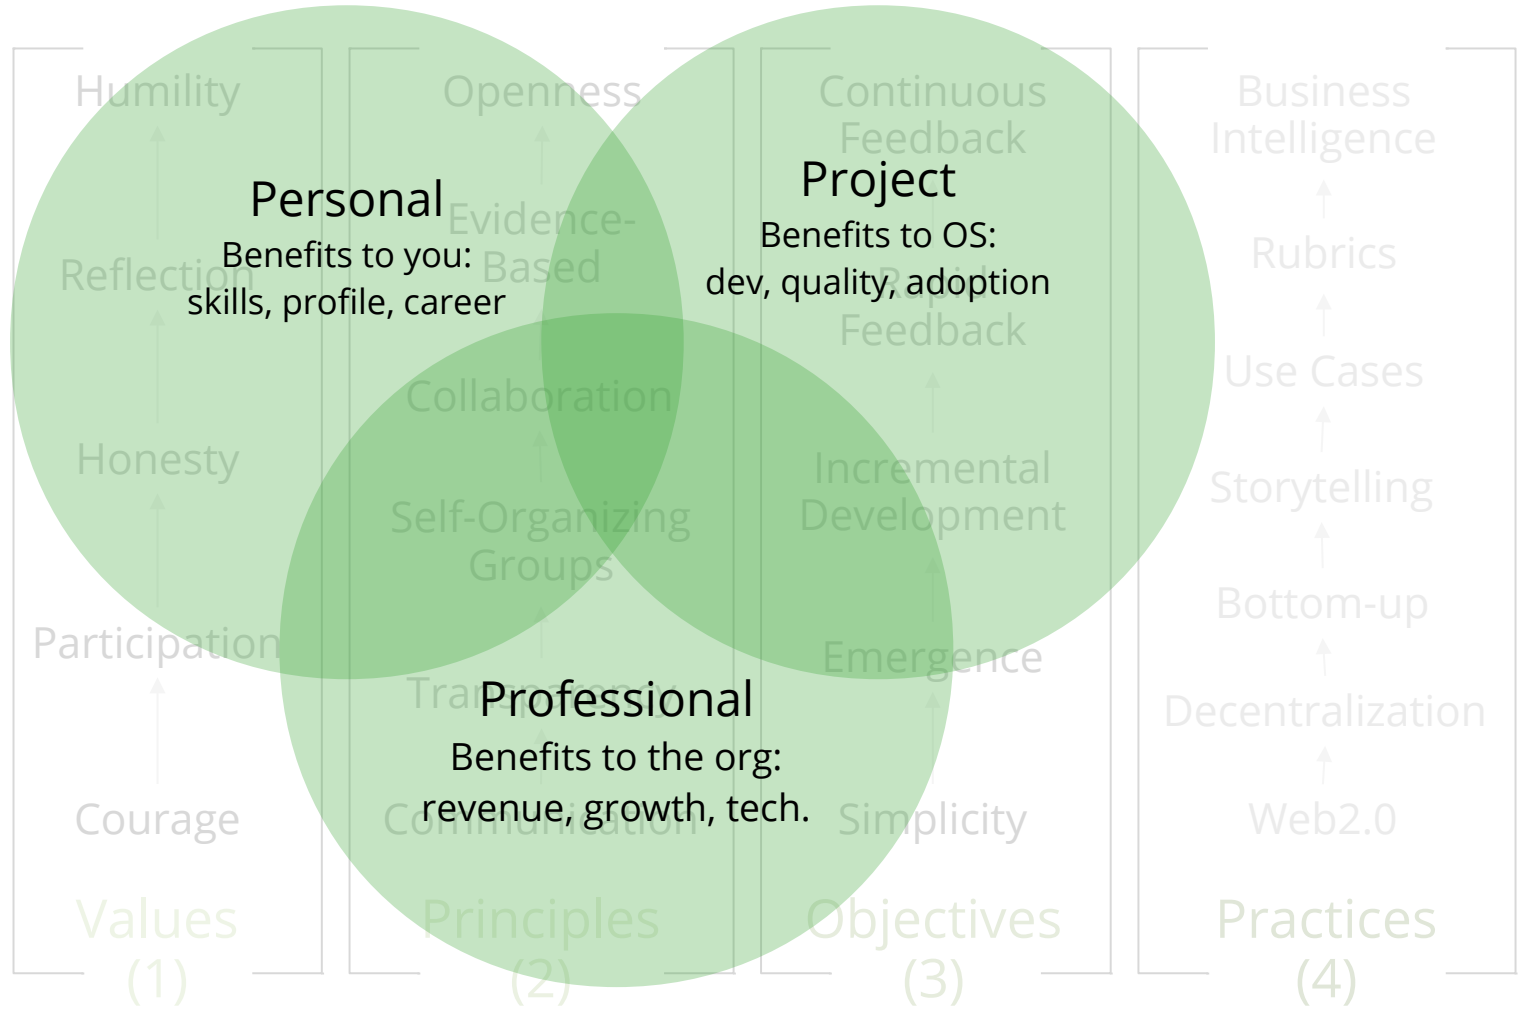 Personal
Benefits to you:
skills, profile, career
Project
Benefits to OS:
dev, quality, adoption
Professional
Benefits to the org:
revenue, growth, tech.
Humility
Reflection
Honesty
Participation
Courage
Values
(1)
Openness
Evidence-
Based
Collaboration
Self-Organizing
Groups
Transparency
Communication
Principles
(2)
Continuous
Feedback
Rapid
Feedback
Incremental
Development
Emergence
Simplicity
Objectives
(3)
Business
Intelligence
Rubrics
Use Cases
Storytelling
Bottom-up
Decentralization
Web2.0
Practices
(4)